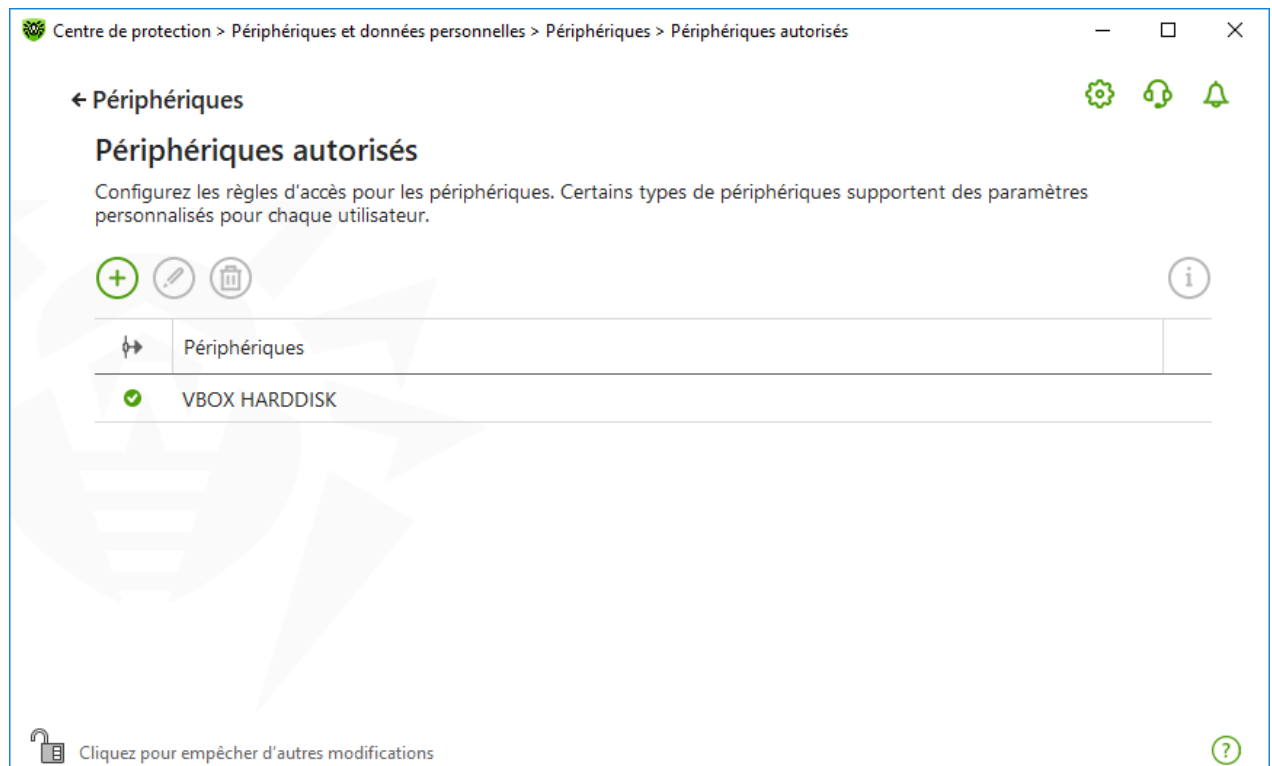 Centre de protection > Périphériques et données personnelles > Périphériques > Périphériques autorisés
Périphériques
Périphériques autorisés
Configurez les règles d'accès pour les périphériques. Certains types de périphériques supportent des paramètres
personnalisés pour chaque utilisateur.
Périphériques
VBOX HARDDISK
Cliquez pour empêcher d'autres modifications